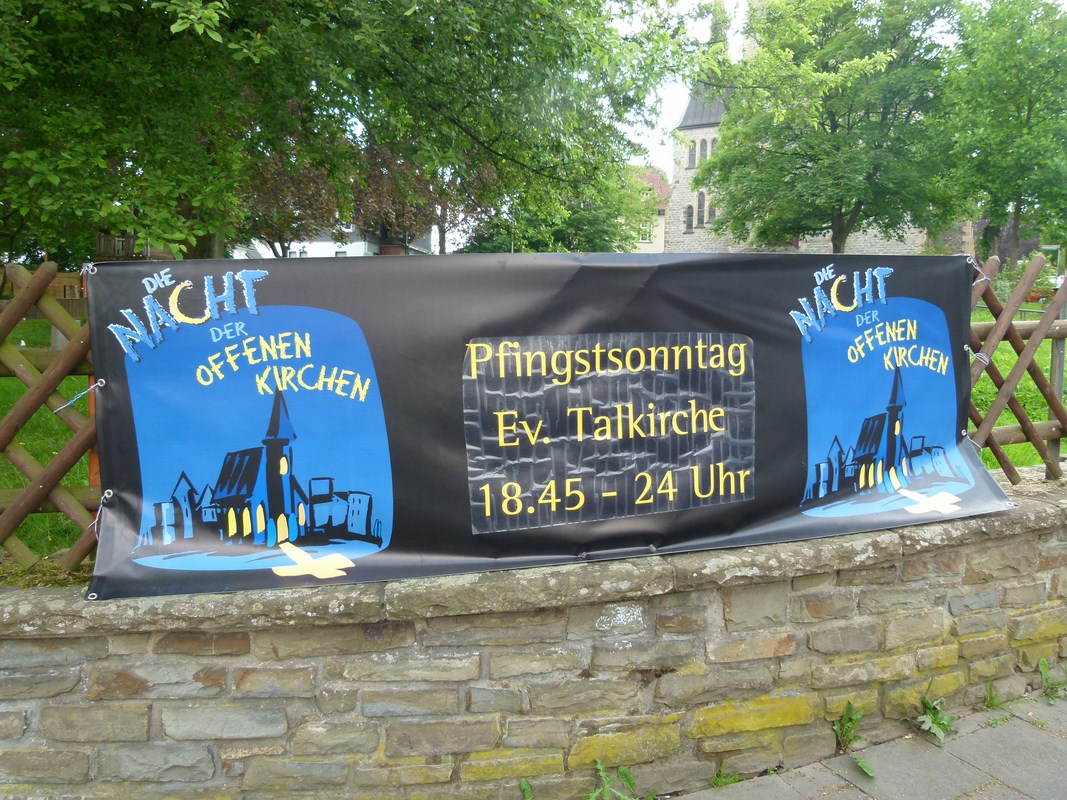 DIE
NACHT
DER
OFFENEN
KIRCHEN
Pfingstsonntag
Ev. Talkirche
18.45 - 24 Uhr
DIE
NACHT
DER
OFFENEN
KIRCHEN